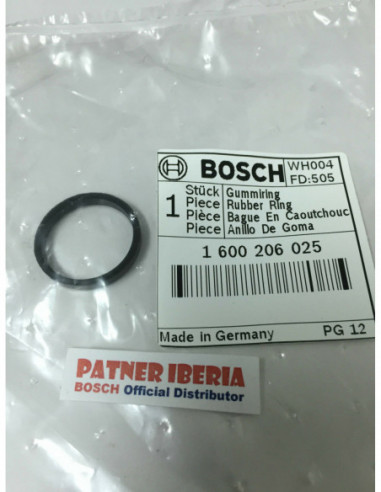 BOSCH
WH004
FD:505
1
Stück Gummiring
Piece Rubber Ring
Pièce Bague En Caoutchouc
Piece Anillo De Goma
1 600 206 025
Made in Germany PG 12
PATNER IBERIA
BOSCH Official Distributor